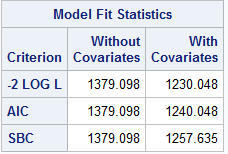 Model Fit Statistics
Criterion Without Covariates With Covariates
-2 LOG L 1379.098 1230.048
AIC 1379.098 1240.048
SBC 1379.098 1257.635